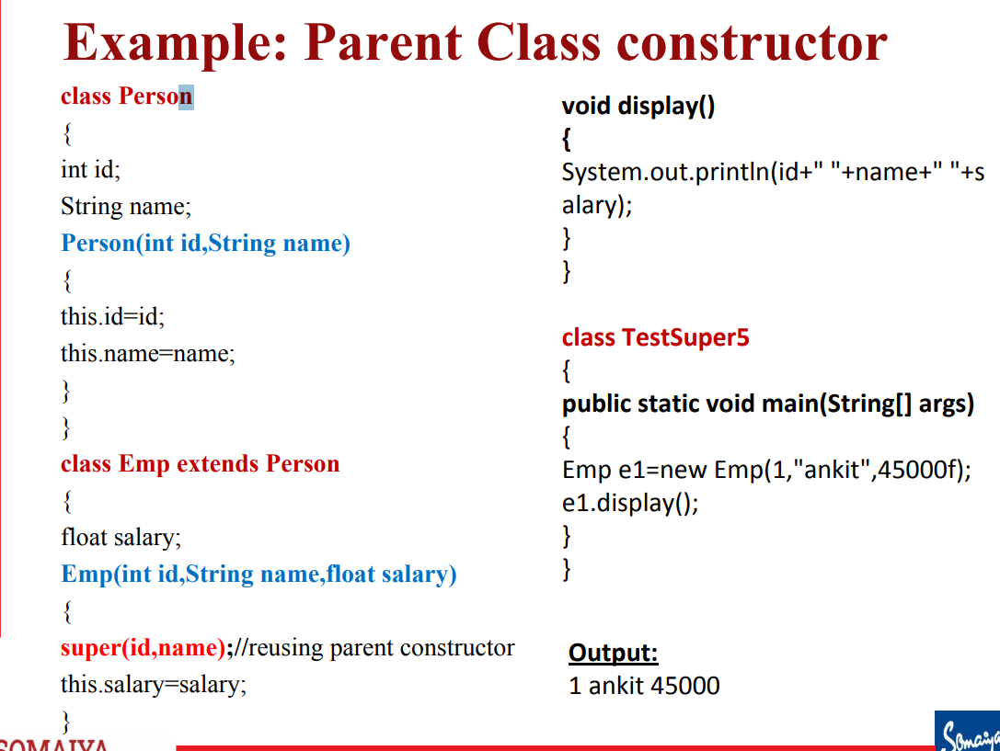 Example: Parent Class constructor
class Person
{
int id;
String name;
Person(int id,String name)
{
this.id=id;
this.name=name;
}
}
class Emp extends Person
{
float salary;
Emp(int id,String name,float salary)
{
super(id,name);//reusing parent constructor
this.salary=salary;
}
void display()
{
System.out.println(id+" "+name+" "+s
alary);
}
}
class TestSuper5
{
public static void main(String[] args)
{
Emp e1=new Emp(1,"ankit",45000f);
e1.display();
}
}
Output:
1 ankit 45000
SOMAIYA
Somaiya